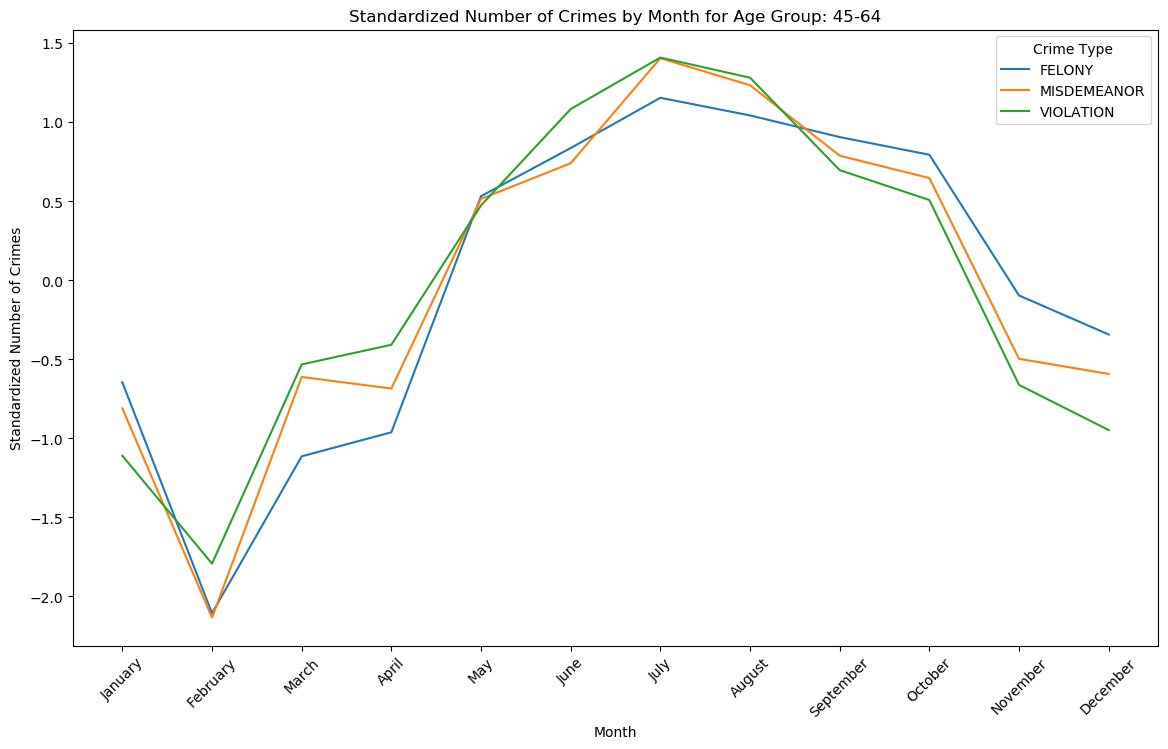 Standardized Number of Crimes by Month for Age Group: 45-64
Crime Type
FELONY
MISDEMEANOR
VIOLATION
Standardized Number of Crimes
1.5
1.0
0.5
0.0
−0.5
−1.0
−1.5
−2.0
January
February
March
April
May
June
July
August
September
October
November
December
Month